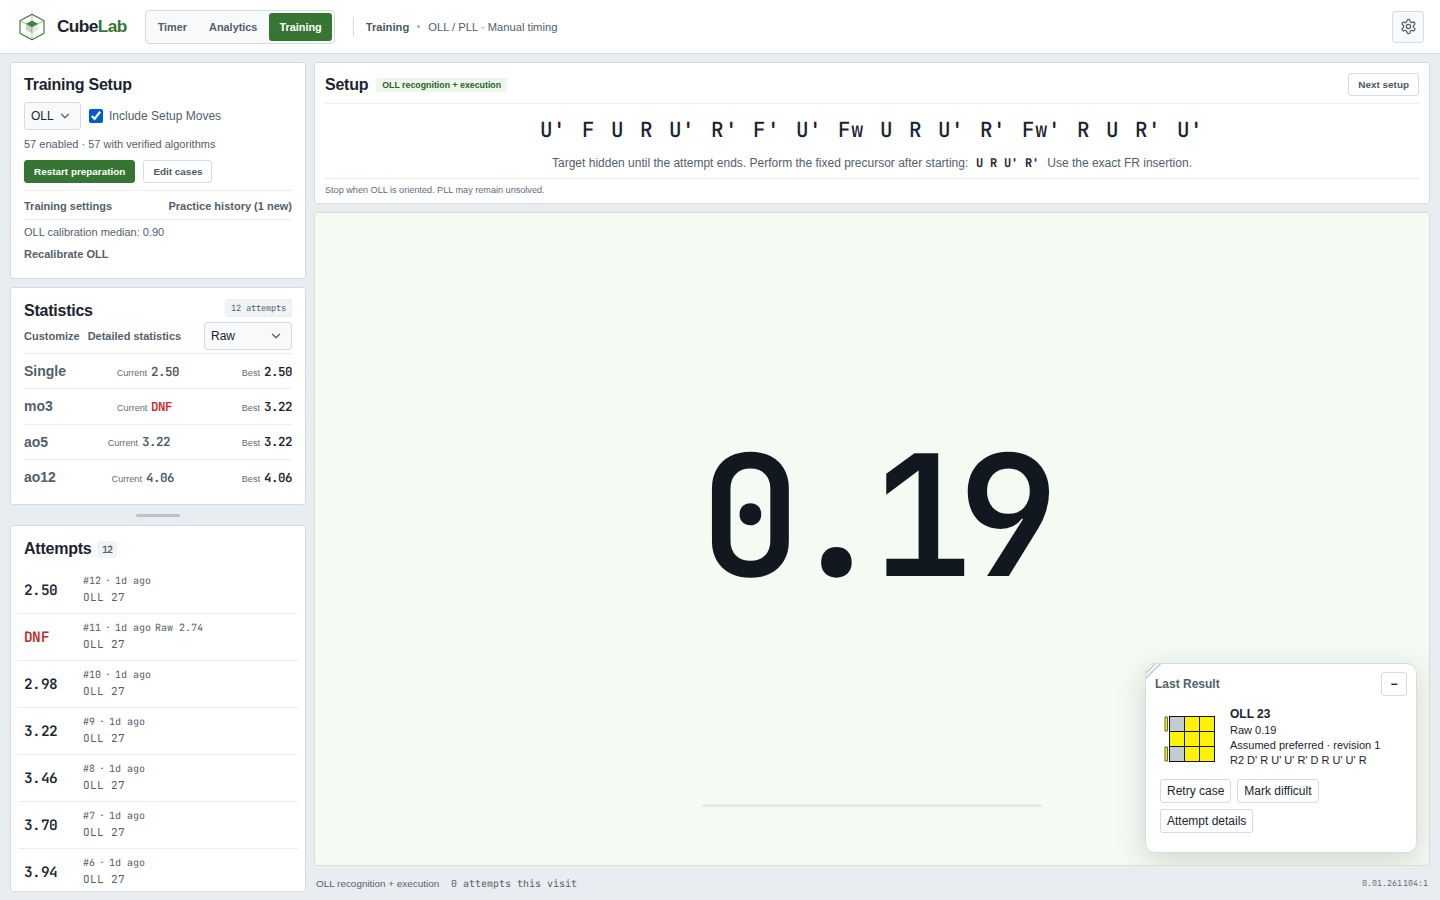 CubeLab
Timer Analytics Training
Training • OLL / PLL · Manual timing
Training Setup
OLL Include Setup Moves
57 enabled · 57 with verified algorithms
Restart preparation Edit cases
Training settings Practice history (1 new)
OLL calibration median: 0.90
Recalibrate OLL
Statistics 12 attempts
Customize Detailed statistics Raw
Single Current 2.50 Best 2.50
mo3 Current DNF Best 3.22
ao5 Current 3.22 Best 3.22
ao12 Current 4.06 Best 4.06
Attempts 12
2.50 #12 · 1d ago
OLL 27
DNF #11 · 1d ago Raw 2.74
OLL 27
2.98 #10 · 1d ago
OLL 27
3.22 #9 · 1d ago
OLL 27
3.46 #8 · 1d ago
OLL 27
3.70 #7 · 1d ago
OLL 27
3.94 #6 · 1d ago
OLL 27
Setup OLL recognition + execution Next setup
U' F U R U' R' F' U' Fw U R U' R' Fw' R U R' U'
Target hidden until the attempt ends. Perform the fixed precursor after starting: U R U' R' Use the exact FR insertion.
Stop when OLL is oriented. PLL may remain unsolved.
0.19
Last Result –
OLL 23
Raw 0.19
Assumed preferred · revision 1
R2 D' R U' U' R' D R U' U' R
Retry case Mark difficult
Attempt details
OLL recognition + execution 0 attempts this visit
0.01.261104:1